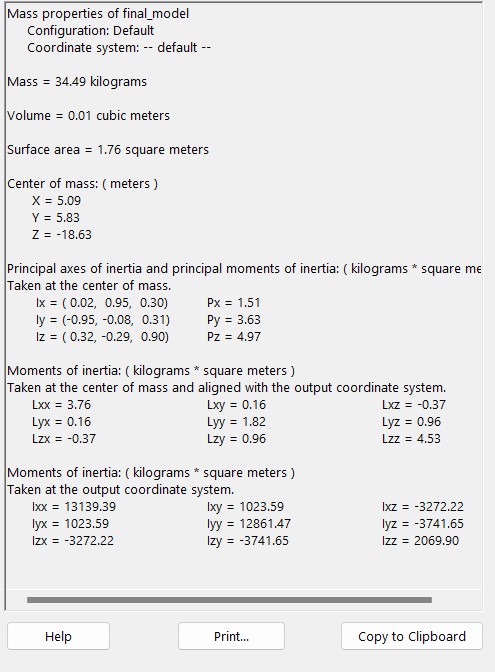 Mass properties of final_model
Configuration: Default
Coordinate system: -- default --
Mass = 34.49 kilograms
Volume = 0.01 cubic meters
Surface area = 1.76 square meters
Center of mass: ( meters )
X = 5.09
Y = 5.83
Z = -18.63
Principal axes of inertia and principal moments of inertia: ( kilograms * square me
Taken at the center of mass.
Ix = ( 0.02, 0.95, 0.30) Px = 1.51
Iy = (-0.95, -0.08, 0.31) Py = 3.63
Iz = ( 0.32, -0.29, 0.90) Pz = 4.97
Moments of inertia: ( kilograms * square meters )
Taken at the center of mass and aligned with the output coordinate system.
Lxx = 3.76 Lxy = 0.16 Lxz = -0.37
Lyx = 0.16 Lyy = 1.82 Lyz = 0.96
Lzx = -0.37 Lzy = 0.96 Lzz = 4.53
Moments of inertia: ( kilograms * square meters )
Taken at the output coordinate system.
Ixx = 13139.39 Ixy = 1023.59 Ixz = -3272.22
Iyx = 1023.59 Iyy = 12861.47 Iyz = -3741.65
Izx = -3272.22 Izy = -3741.65 Izz = 2069.90
Help Print... Copy to Clipboard